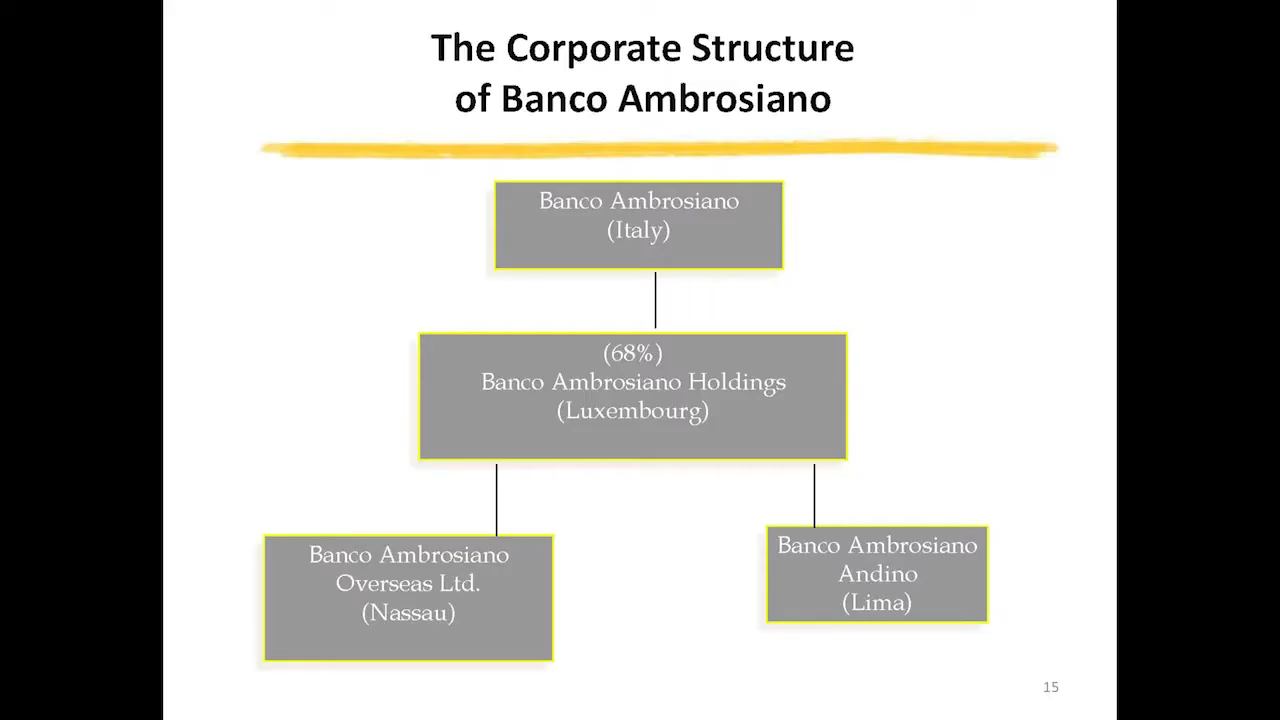 The Corporate Structure
of Banco Ambrosiano
Banco Ambrosiano
(Italy)
(68%)
Banco Ambrosiano Holdings
(Luxembourg)
Banco Ambrosiano
Overseas Ltd.
(Nassau)
Banco Ambrosiano
Andino
(Lima)
15